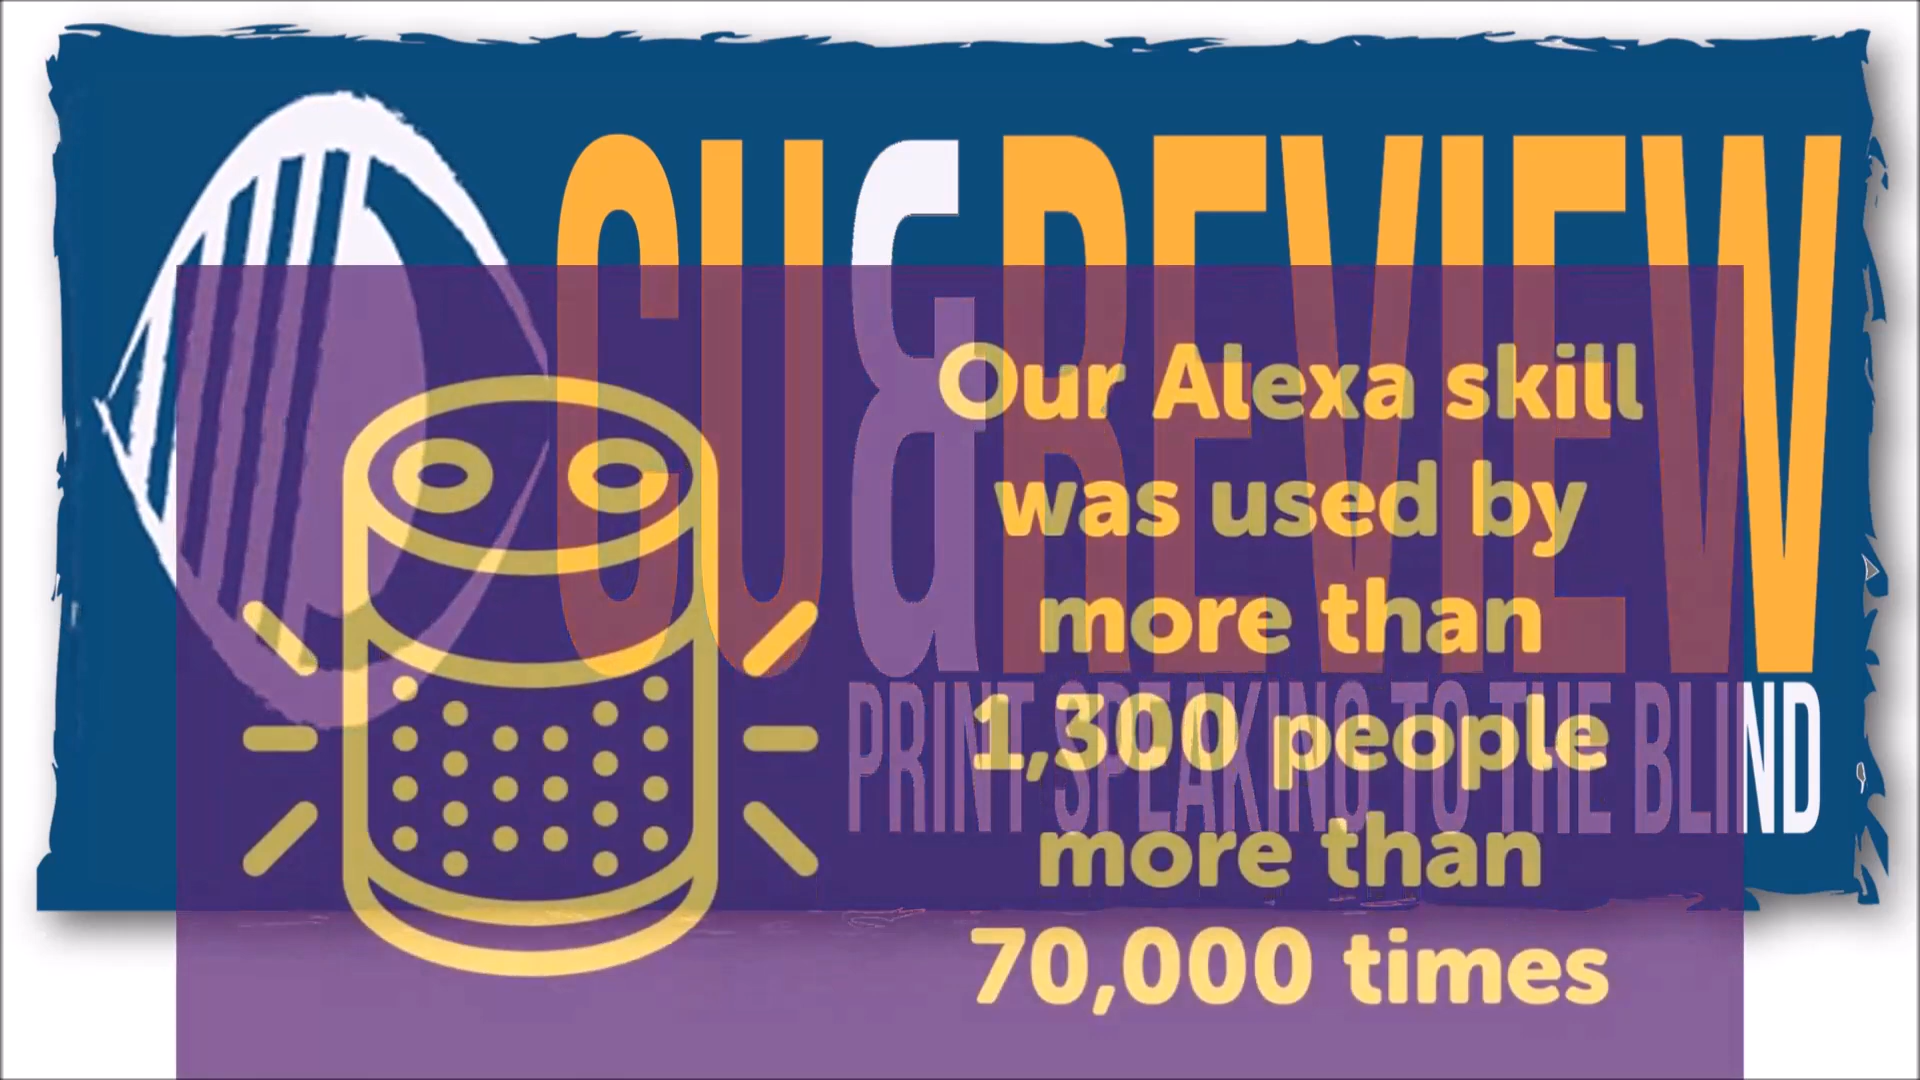 CU&REVIEW
PRINT SPEAKING TO THE BLIND
Our Alexa skill
was used by
more than
1,300 people
more than
70,000 times